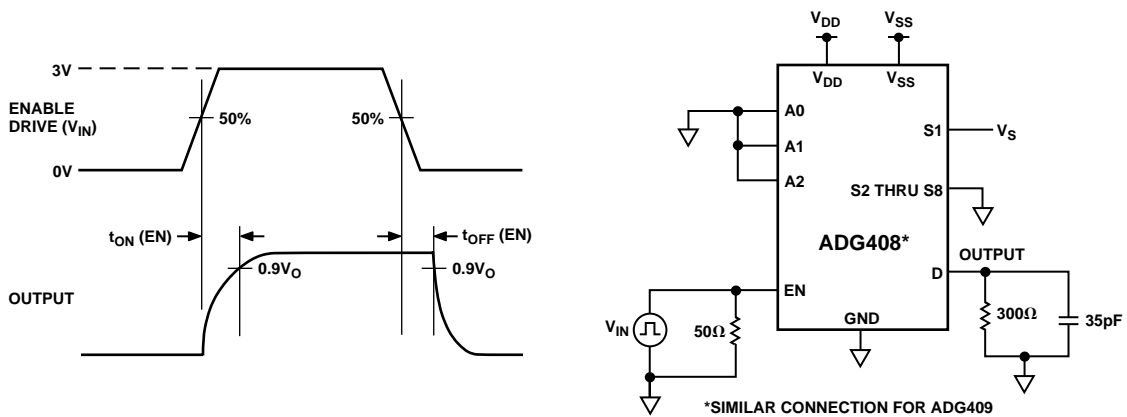 3V
ENABLE
DRIVE (VIN)
50%
50%
0V
tON (EN)
tOFF (EN)
0.9VO
0.9VO
OUTPUT
VDD
VSS
VDD
VSS
A0
A1
A2
S1
VS
S2 THRU S8
ADG408*
OUTPUT
D
EN
GND
VIN
50Ω
300Ω
35pF
*SIMILAR CONNECTION FOR ADG409